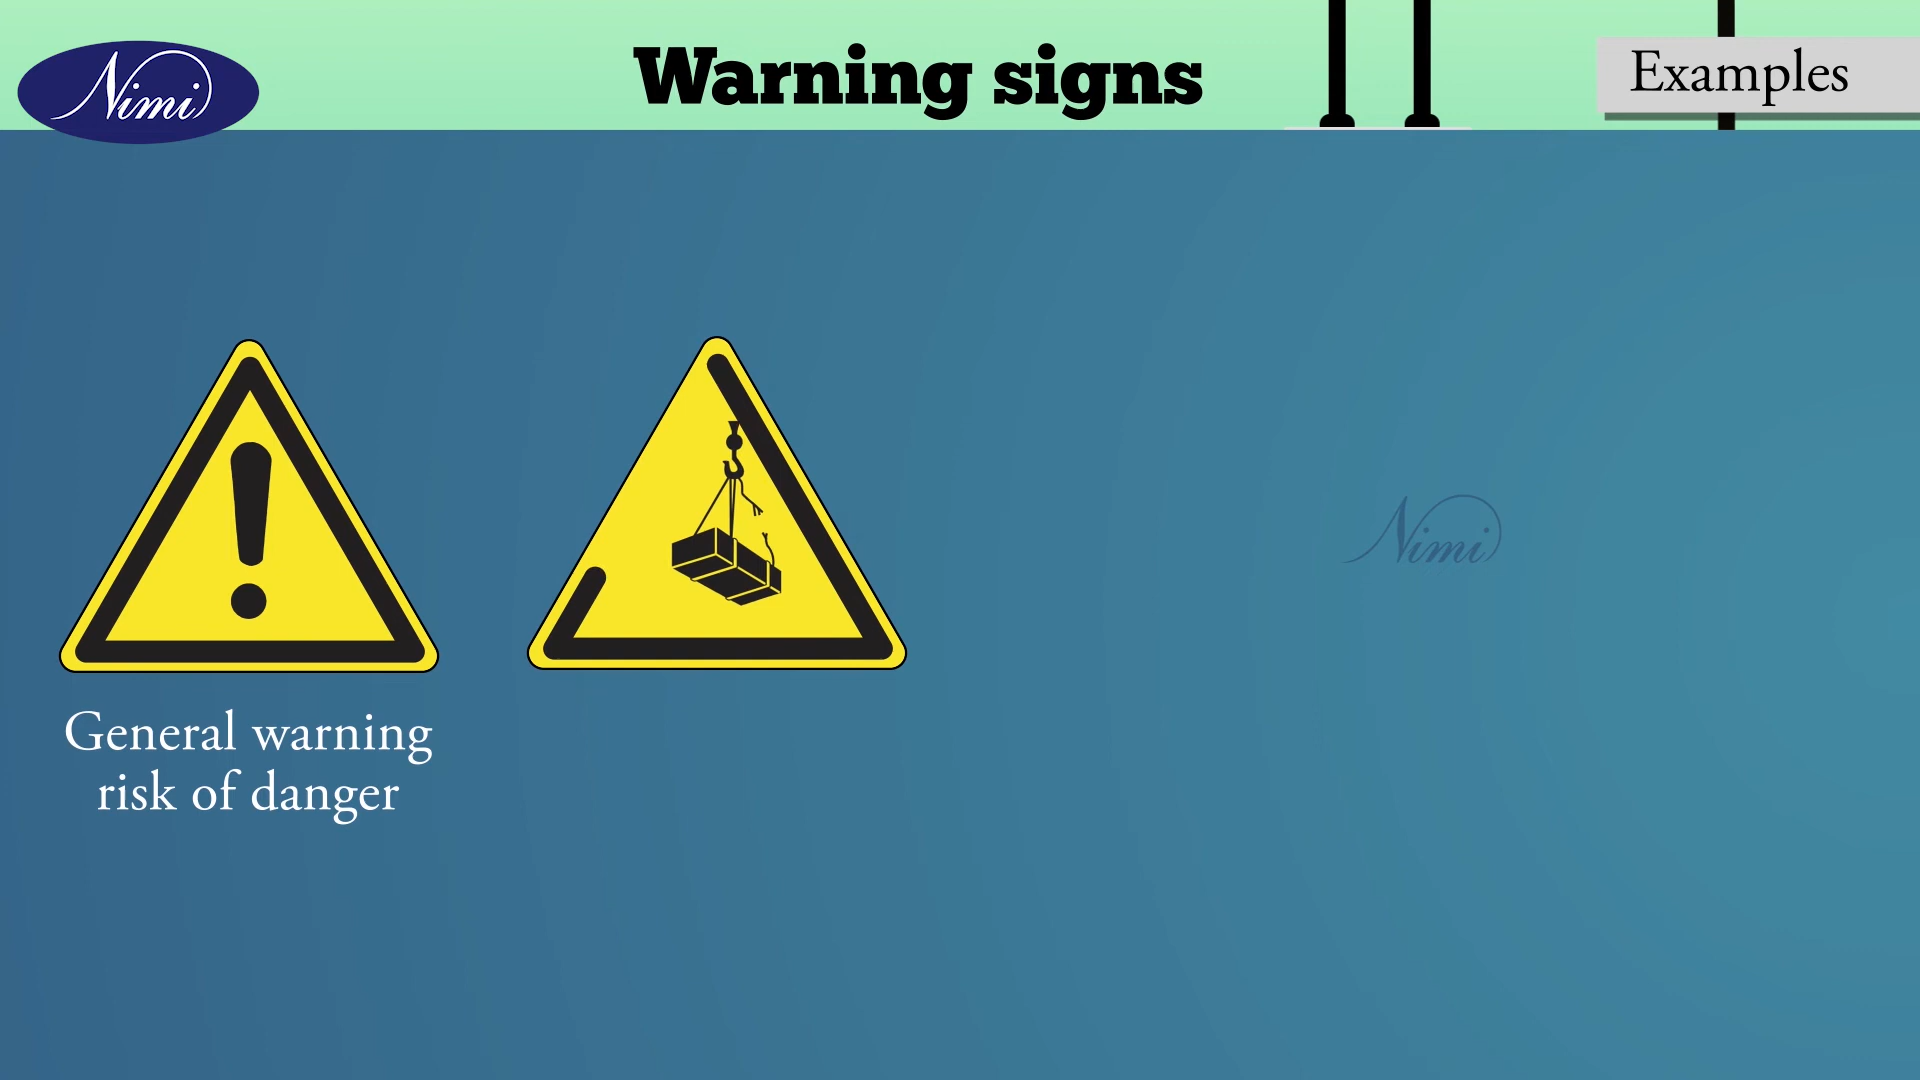 Nimi
Warning signs
Examples
Nimi
General warning
risk of danger